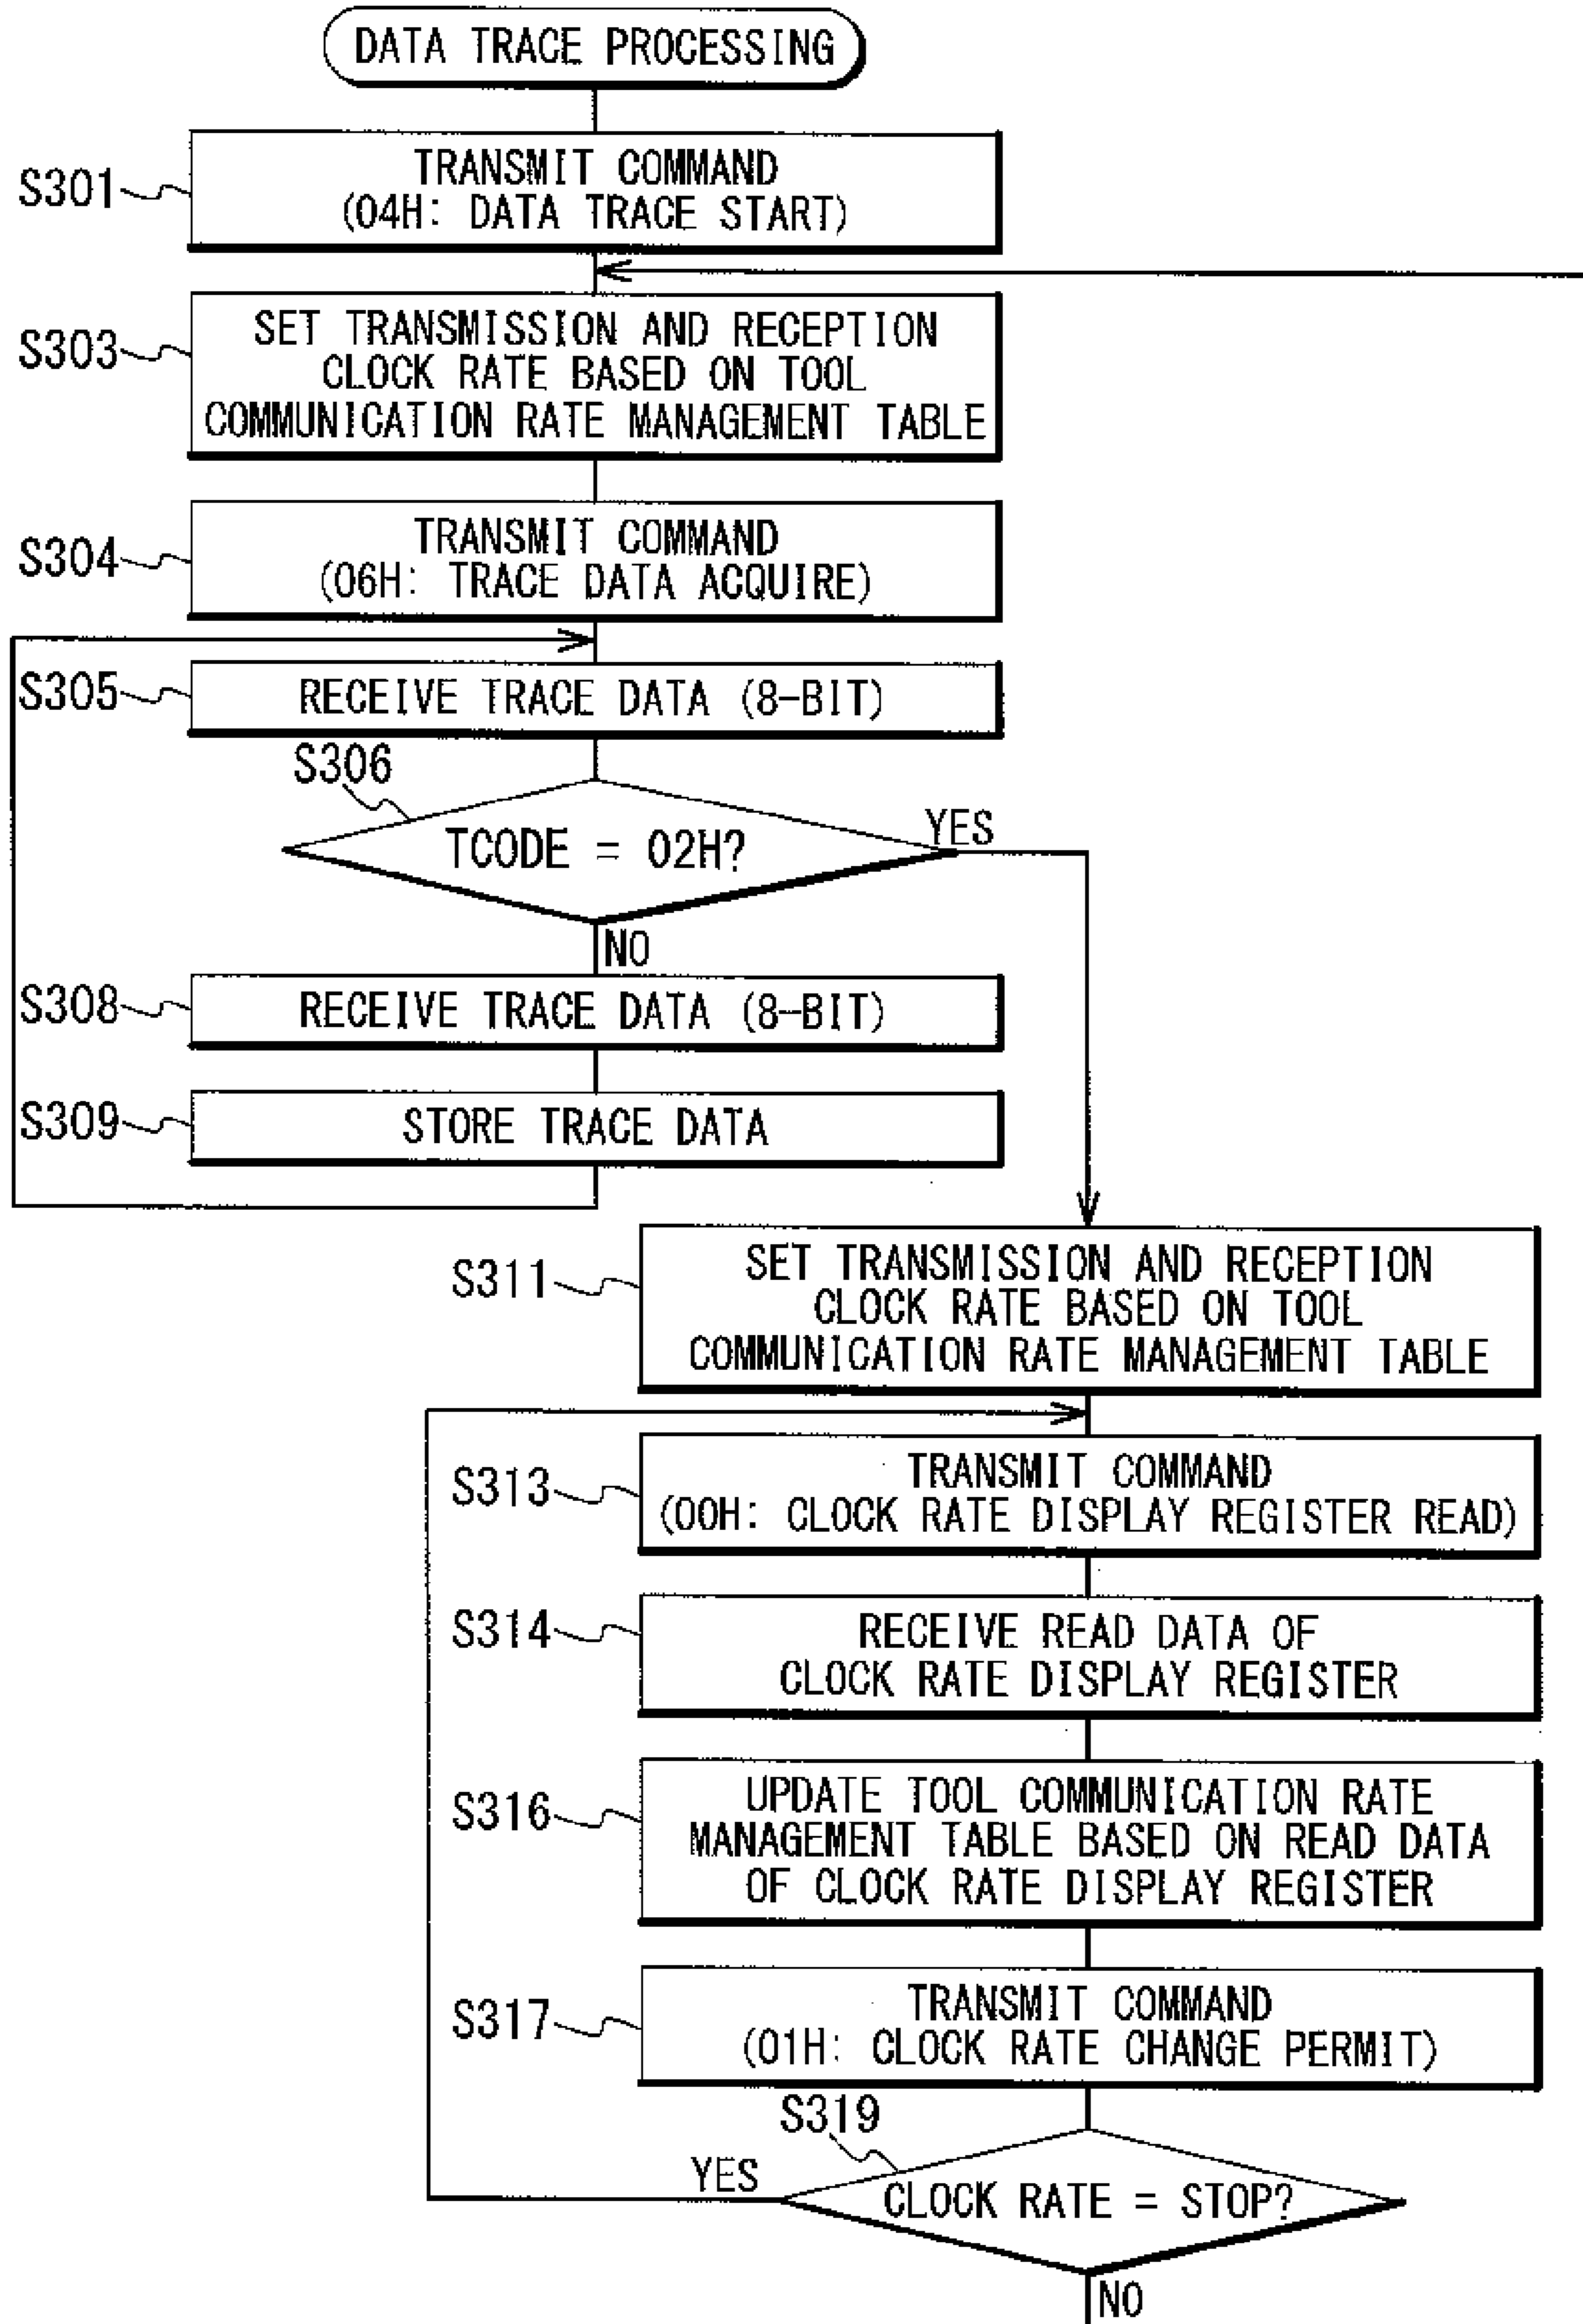 DATA TRACE PROCESSING
S301
TRANSMIT COMMAND
(04H: DATA TRACE START)
S303
SET TRANSMISSION AND RECEPTION
CLOCK RATE BASED ON TOOL
COMMUNICATION RATE MANAGEMENT TABLE
S304
TRANSMIT COMMAND
(06H: TRACE DATA ACQUIRE)
S305
RECEIVE TRACE DATA (8-BIT)
S306
TCODE = 02H?
YES
NO
S308
RECEIVE TRACE DATA (8-BIT)
S309
STORE TRACE DATA
S311
SET TRANSMISSION AND RECEPTION
CLOCK RATE BASED ON TOOL
COMMUNICATION RATE MANAGEMENT TABLE
S313
TRANSMIT COMMAND
(00H: CLOCK RATE DISPLAY REGISTER READ)
S314
RECEIVE READ DATA OF
CLOCK RATE DISPLAY REGISTER
S316
UPDATE TOOL COMMUNICATION RATE
MANAGEMENT TABLE BASED ON READ DATA
OF CLOCK RATE DISPLAY REGISTER
S317
TRANSMIT COMMAND
(01H: CLOCK RATE CHANGE PERMIT)
S319
YES
CLOCK RATE = STOP?
NO